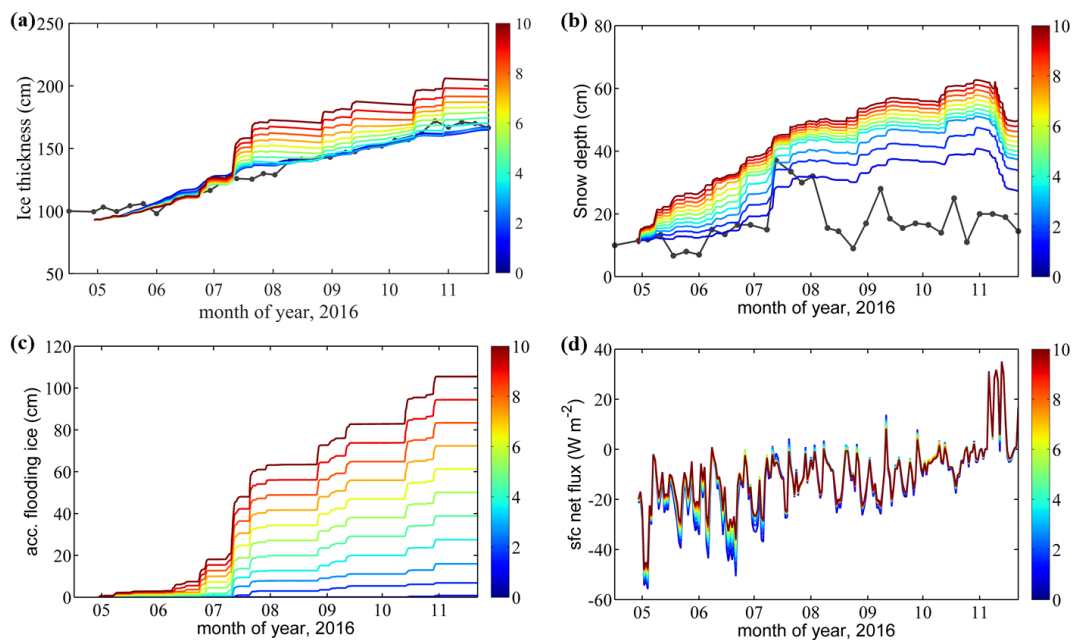 (a)
250
200
150
100
50
Ice thickness (cm)
05 06 07 08 09 10 11
month of year, 2016
10
8
6
4
2
0
(b)
80
60
40
20
0
Snow depth (cm)
05 06 07 08 09 10 11
month of year, 2016
10
8
6
4
2
0
(c)
120
100
80
60
40
20
0
acc. flooding ice (cm)
05 06 07 08 09 10 11
month of year, 2016
10
8
6
4
2
0
(d)
40
20
-0
-20
-40
-60
sfc net flux (W m-2)
05 06 07 08 09 10 11
month of year, 2016
10
8
6
4
2
0